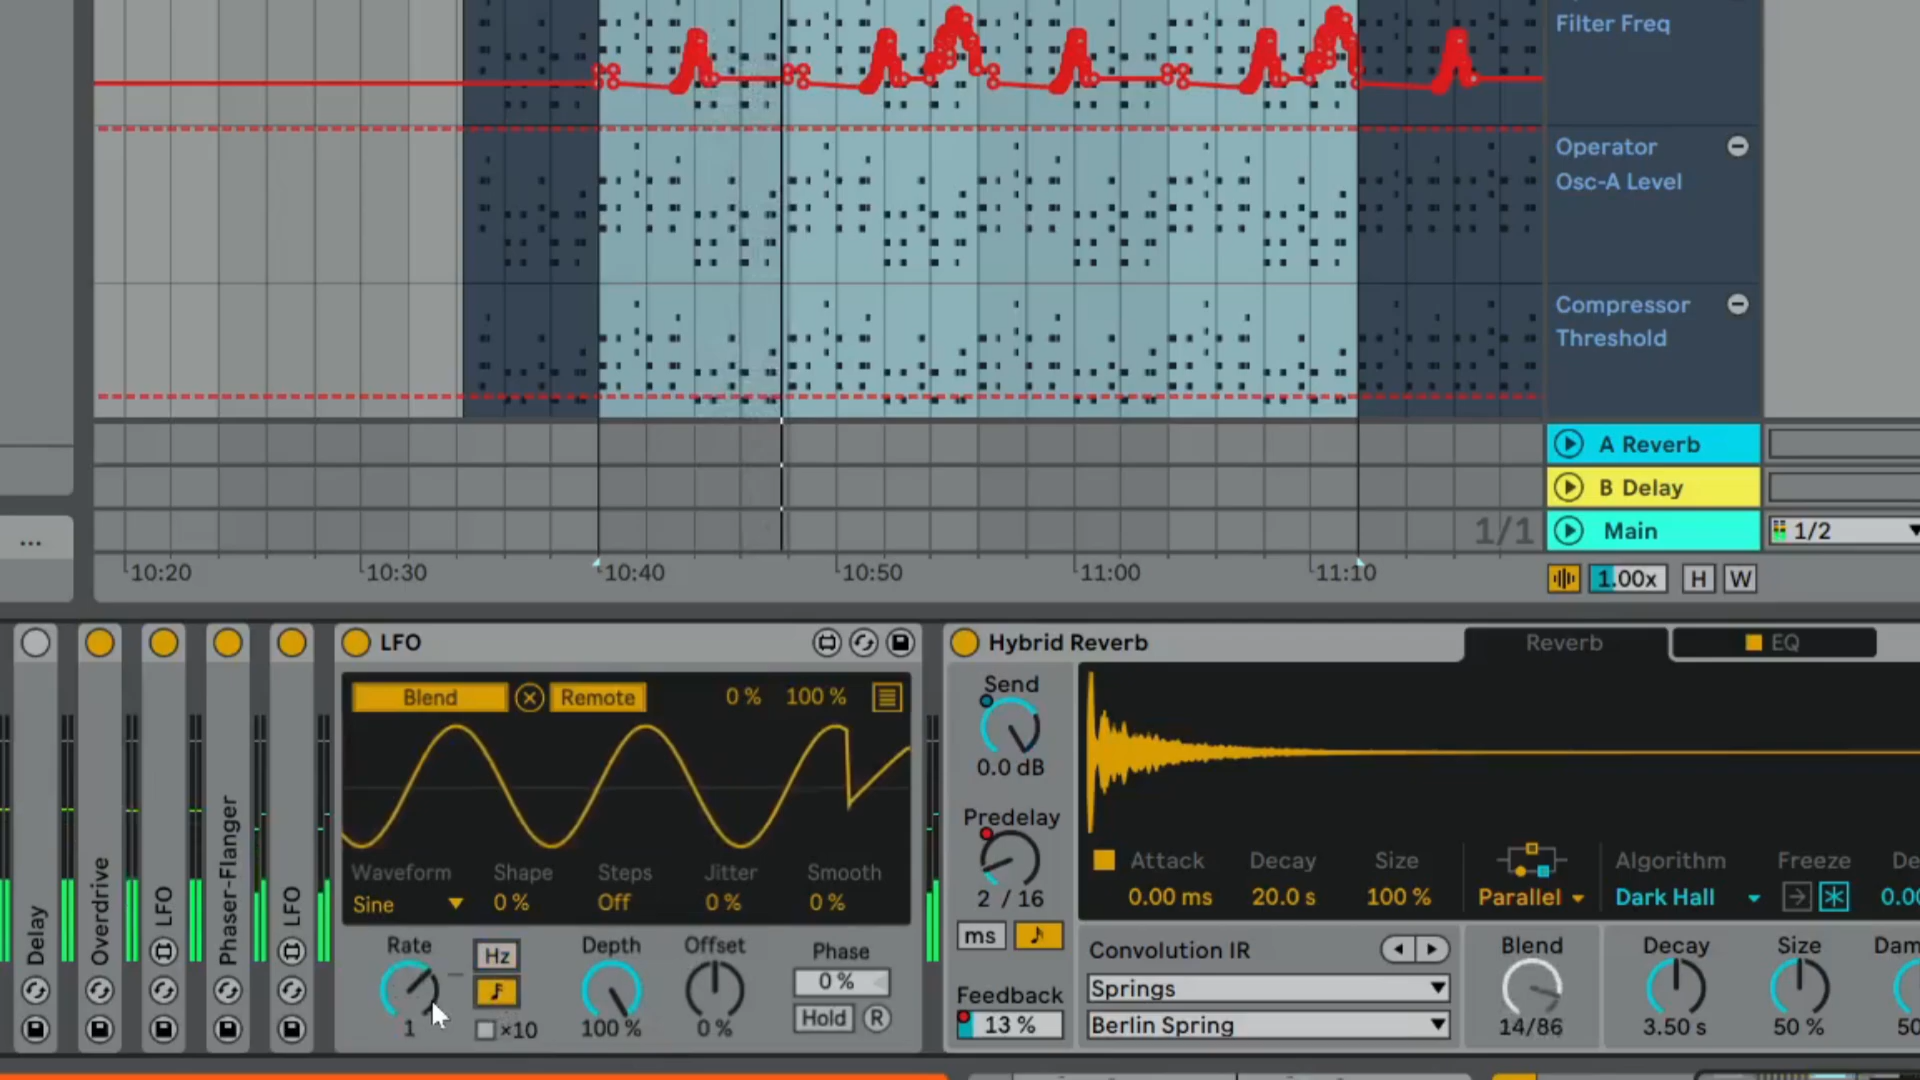 Filter Freq
Operator
Osc-A Level
Compressor
Threshold
A Reverb
B Delay
Main
1/1
1/2
10:20
10:30
10:40
10:50
11:00
11:10
1.00x
H
W
...
LFO
Blend
Remote
0 %
100 %
Waveform
Shape
Steps
Jitter
Smooth
Sine
0 %
Off
0 %
0 %
Rate
Hz
Depth
Offset
Phase
0 %
Hold
R
1
×10
100 %
0 %
Delay
Overdrive
LFO
Phaser-Flanger
LFO
Hybrid Reverb
Reverb
EQ
Send
0.0 dB
Predelay
2 / 16
ms
Feedback
13 %
Attack
Decay
Size
Algorithm
Freeze
0.00 ms
20.0 s
100 %
Parallel
Dark Hall
Convolution IR
Springs
Berlin Spring
Blend
14/86
Decay
3.50 s
Size
50 %